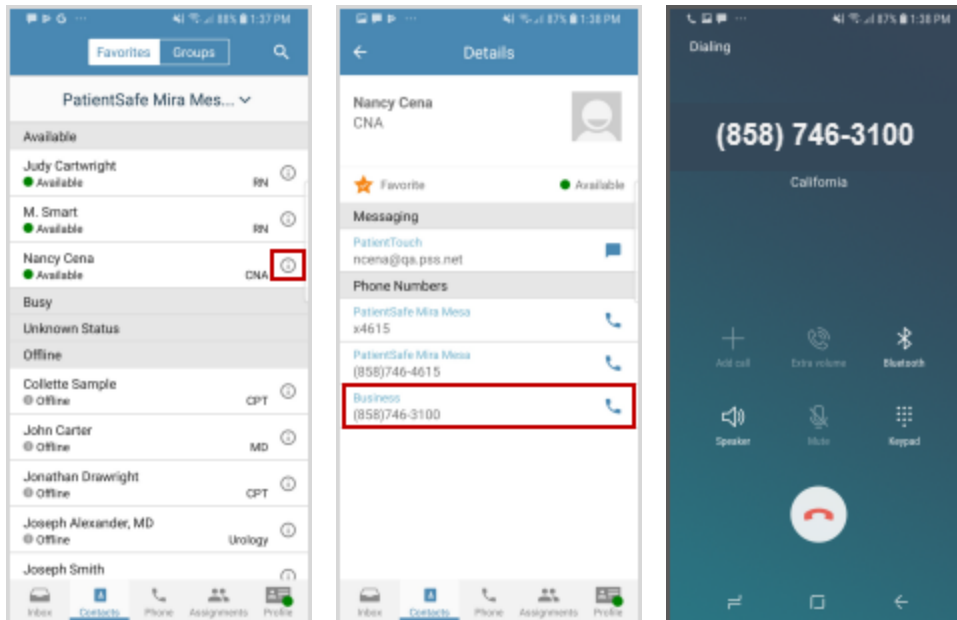 88% 1:37 PM
Favorites Groups
PatientSafe Mira Mes...
Available
Judy Cartwright
Available RN
M. Smart
Available RN
Nancy Cena
Available CNA
Busy
Unknown Status
Offline
Collette Sample
Offline CPT
John Carter
Offline MD
Jonathan Drawright
Offline CPT
Joseph Alexander, MD
Offline Urology
Joseph Smith
Inbox Contacts Phone Assignments Profile
87% 1:38 PM
Details
Nancy Cena
CNA
Favorite Available
Messaging
PatientTouch
ncena@qa.pss.net
Phone Numbers
PatientSafe Mira Mesa
x4615
PatientSafe Mira Mesa
(858)746-4615
Business
(858)746-3100
Inbox Contacts Phone Assignments Profile
87% 1:38 PM
Dialing
(858) 746-3100
California
Add call Extra volume Bluetooth
Speaker Mute Keypad